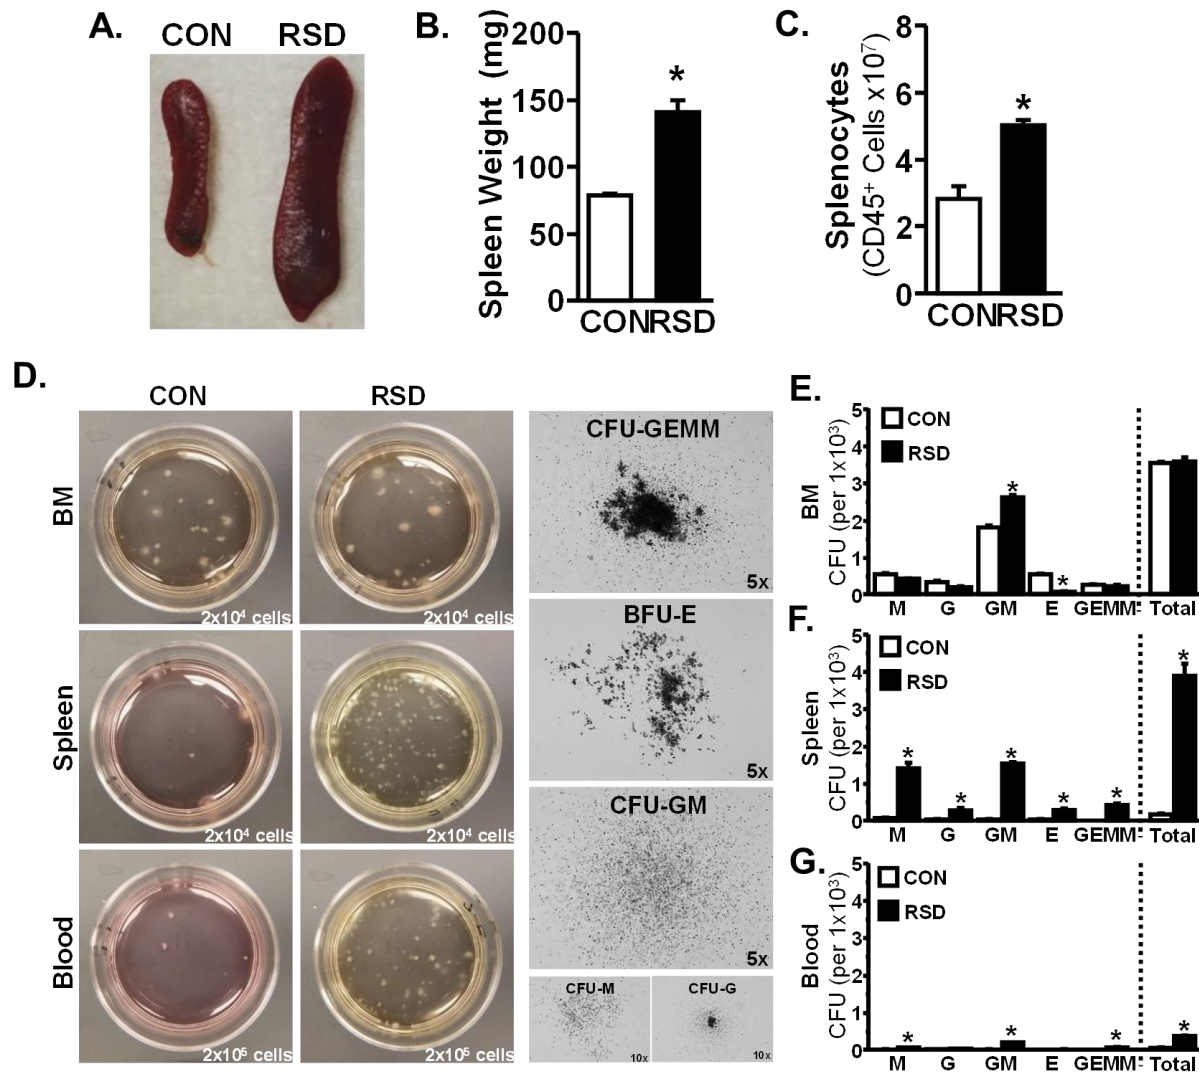 A.
CON RSD
B.
Spleen Weight (mg)
200
150
100
50
0
*
CON RSD
C.
Splenocytes
(CD45⁺ Cells x10⁷)
8
6
4
2
0
*
CON RSD
D.
CON RSD
BM
2x10⁴ cells
2x10⁴ cells
Spleen
2x10⁴ cells
2x10⁴ cells
Blood
2x10⁵ cells
2x10⁵ cells
CFU-GEMM
5x
BFU-E
5x
CFU-GM
5x
CFU-M
10x
CFU-G
10x
E.
BM
CFU (per 1x10³)
5
4
3
2
1
0
CON
RSD
* *
M G GM E GEMM Total
F.
Spleen
CFU (per 1x10³)
5
4
3
2
1
0
CON
RSD
* * * * * *
M G GM E GEMM Total
G.
Blood
CFU (per 1x10³)
5
4
3
2
1
0
CON
RSD
* * * *
M G GM E GEMM Total